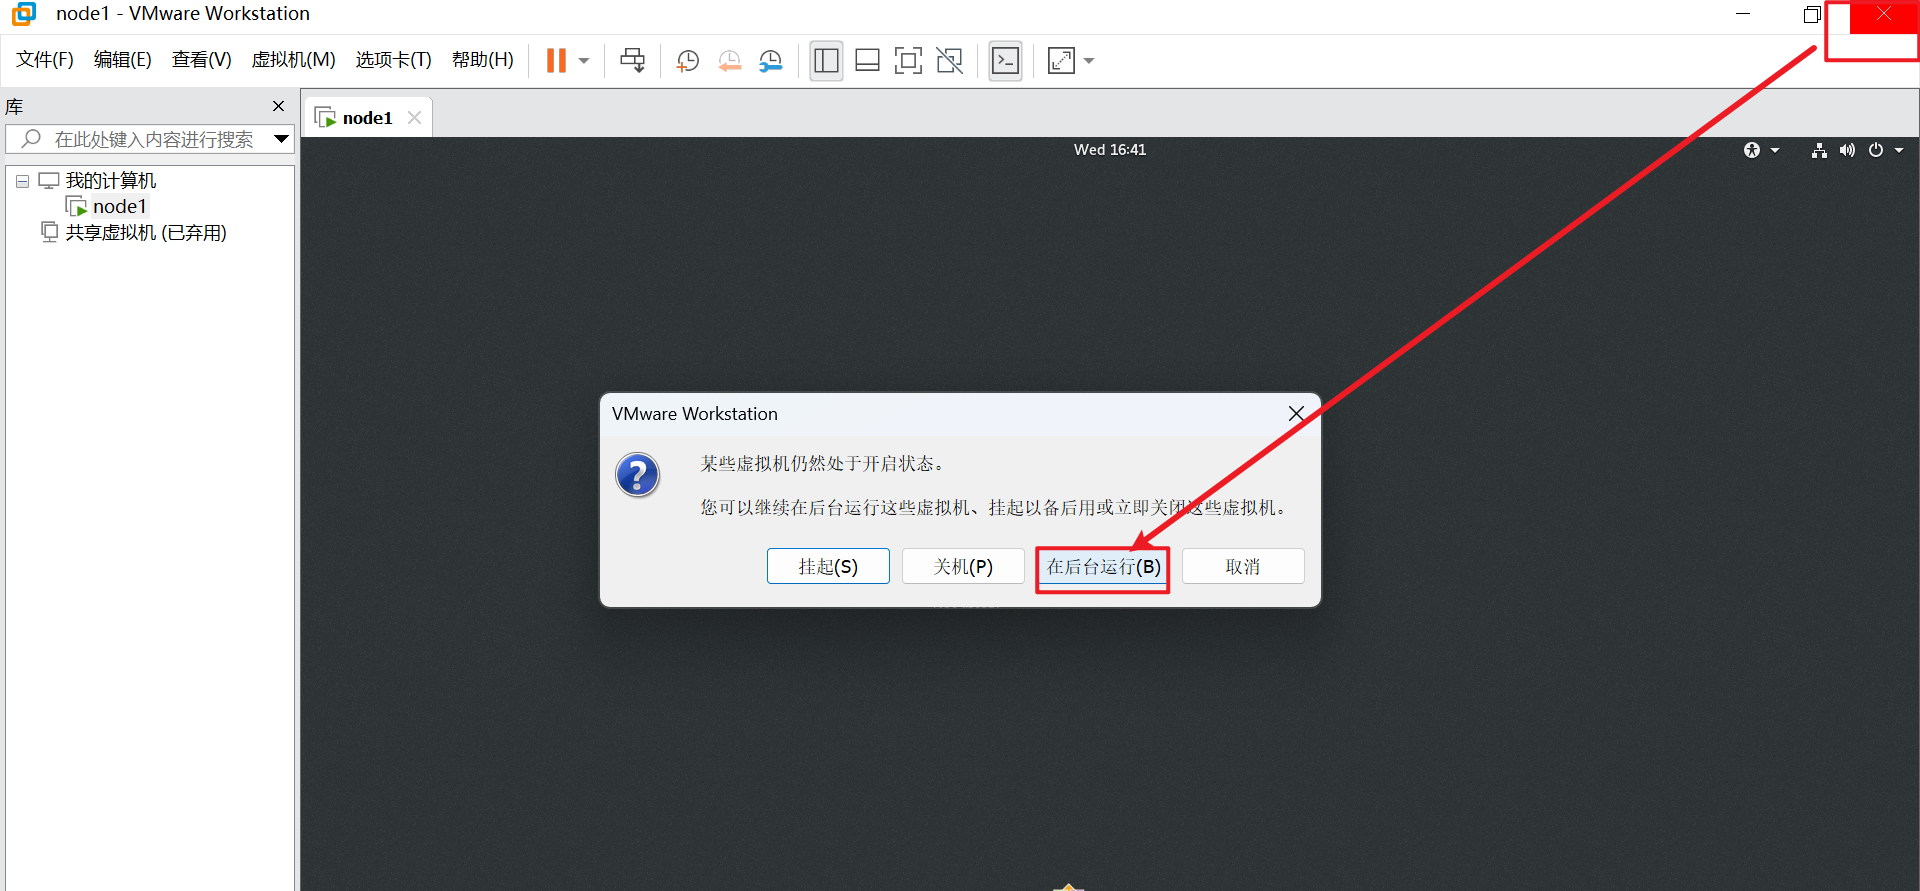 node1 - VMware Workstation
文件(F) 编辑(E) 查看(V) 虚拟机(M) 选项卡(T) 帮助(H)
库
在此处键入内容进行搜索
我的计算机
node1
共享虚拟机 (已弃用)
node1
Wed 16:41
VMware Workstation
某些虚拟机仍然处于开启状态。
您可以继续在后台运行这些虚拟机、挂起以备后用或立即关闭这些虚拟机。
挂起(S) 关机(P) 在后台运行(B) 取消